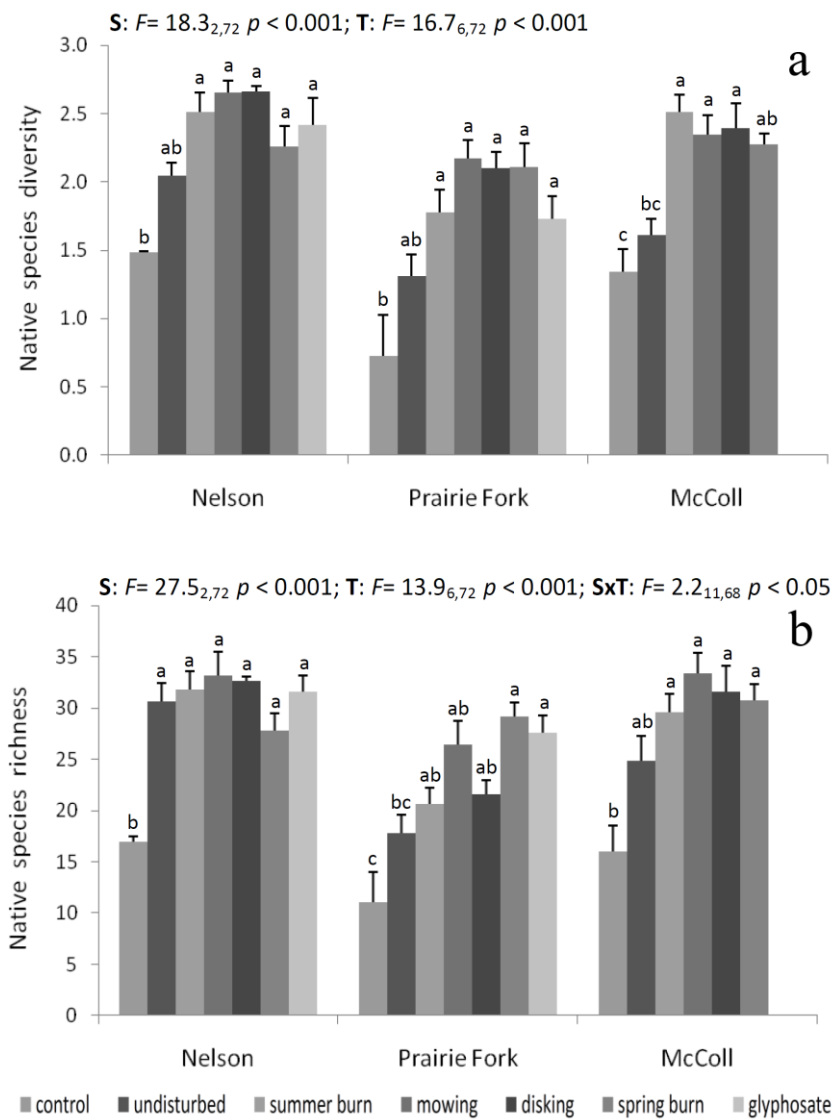 S: F= 18.3₂,₇₂ p < 0.001; T: F= 16.7₆,₇₂ p < 0.001
a
3.0
2.5
2.0
1.5
1.0
0.5
0.0
Native species diversity
b ab a a a a a
b ab a a a a a
c bc a a a ab
Nelson Prairie Fork McColl
S: F= 27.5₂,₇₂ p < 0.001; T: F= 13.9₆,₇₂ p < 0.001; SxT: F= 2.2₁₁,₆₈ p < 0.05
b
40
35
30
25
20
15
10
5
0
Native species richness
b a a a a a a
c bc ab ab ab a a
b ab a a a a
Nelson Prairie Fork McColl
control undisturbed summer burn mowing disking spring burn glyphosate